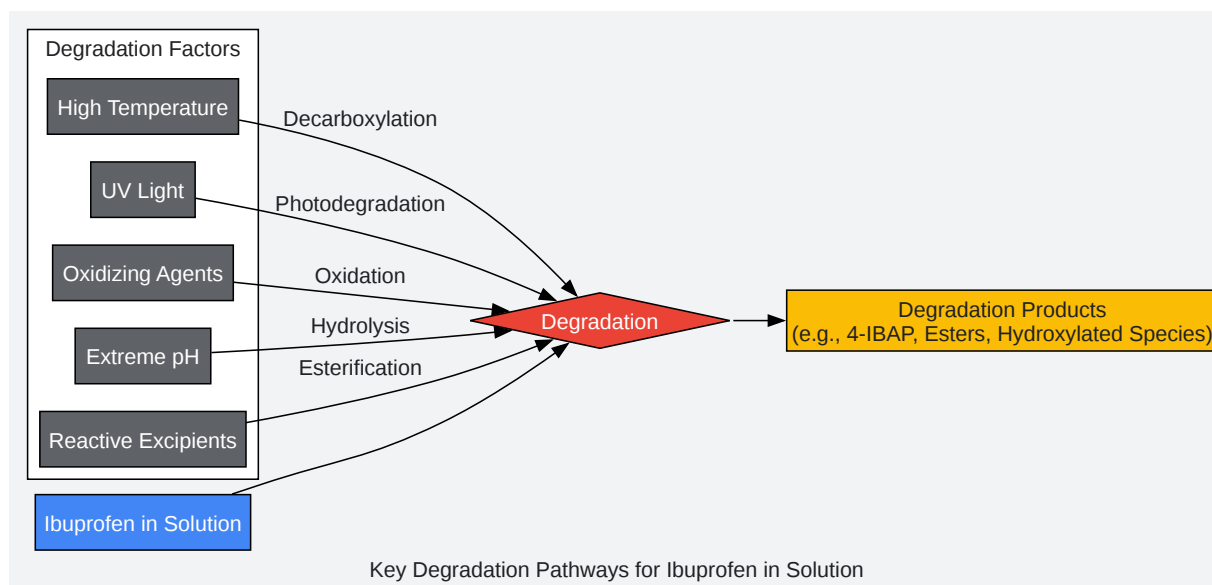 Degradation Factors
High Temperature
Decarboxylation
UV Light
Photodegradation
Oxidizing Agents
Oxidation
Extreme pH
Hydrolysis
Reactive Excipients
Esterification
Ibuprofen in Solution
Degradation
Degradation Products
(e.g., 4-IBAP, Esters, Hydroxylated Species)
Key Degradation Pathways for Ibuprofen in Solution